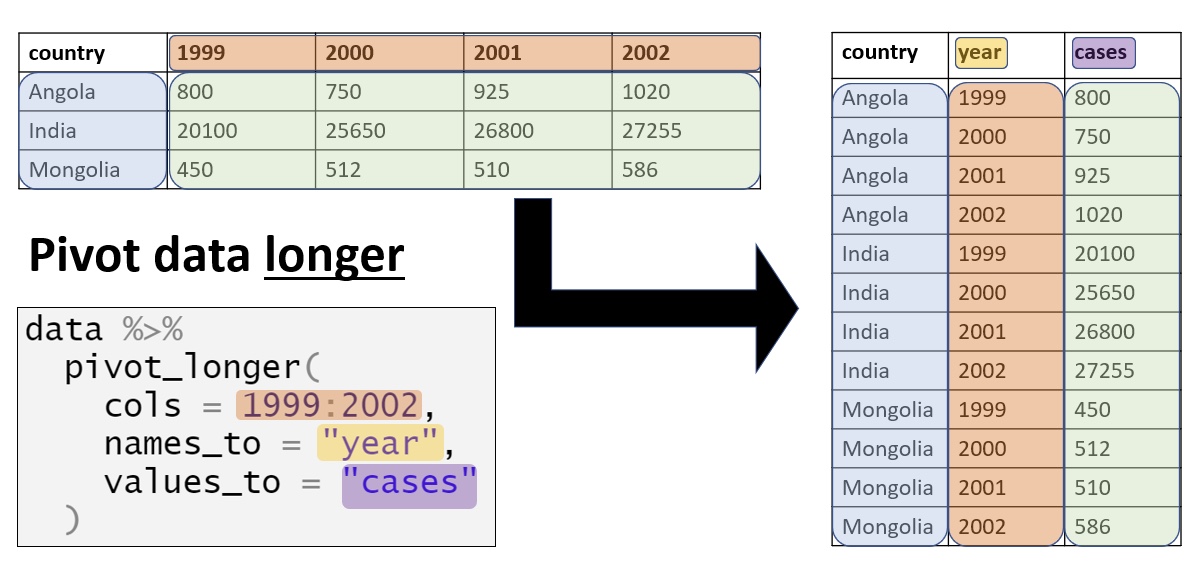 country 1999 2000 2001 2002
Angola 800 750 925 1020
India 20100 25650 26800 27255
Mongolia 450 512 510 586
Pivot data longer
data %>%
pivot_longer(
cols = 1999:2002,
names_to = "year",
values_to = "cases"
)
country year cases
Angola 1999 800
Angola 2000 750
Angola 2001 925
Angola 2002 1020
India 1999 20100
India 2000 25650
India 2001 26800
India 2002 27255
Mongolia 1999 450
Mongolia 2000 512
Mongolia 2001 510
Mongolia 2002 586